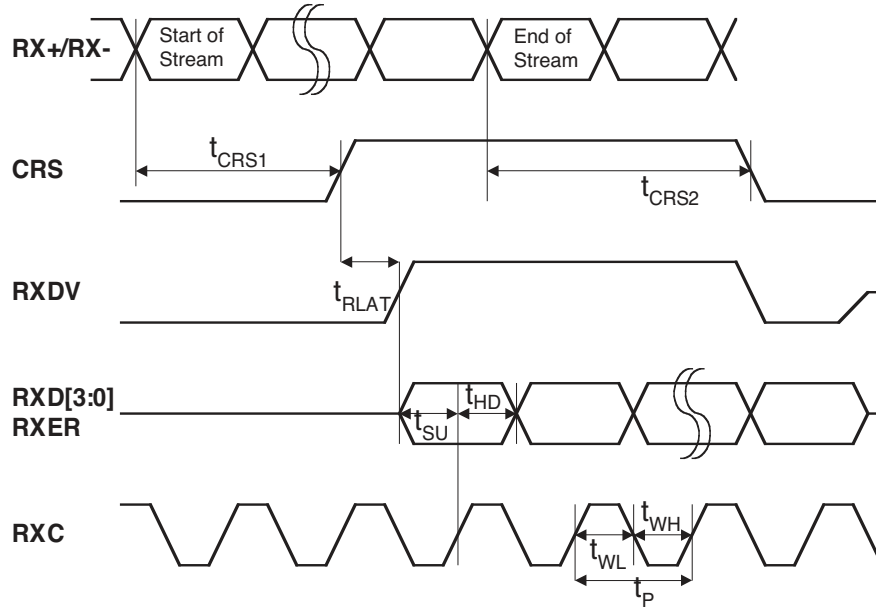 RX+/RX-
Start of
Stream
End of
Stream
CRS
tCRS1
tCRS2
RXDV
tRLAT
RXD[3:0]
RXER
tSU
tHD
RXC
tWL
tWH
tP